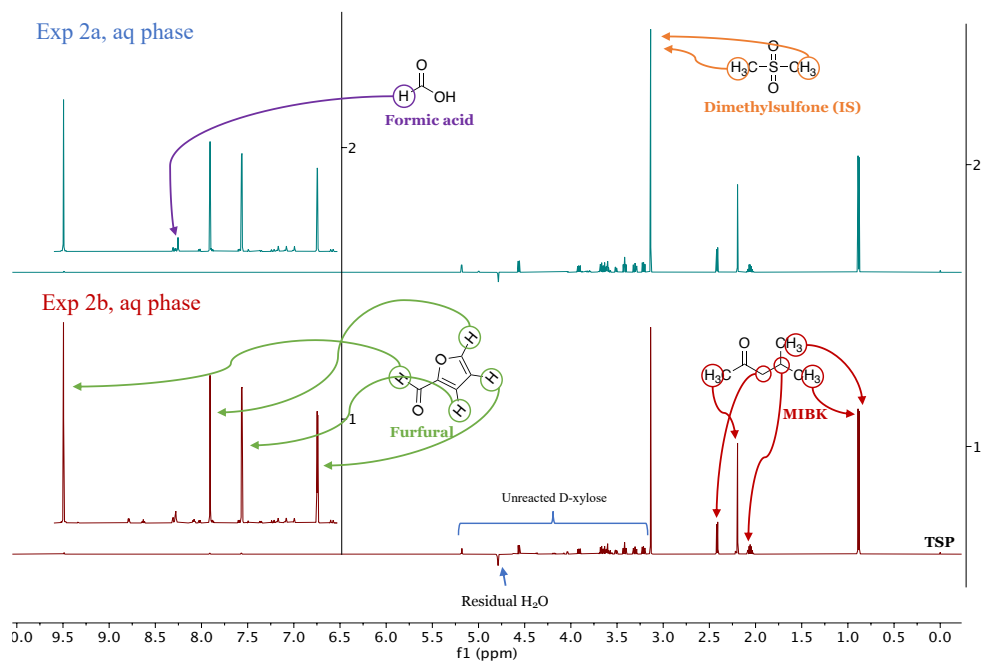 Exp 2a, aq phase
O
H
OH
Formic acid
O
H₃C
S
CH₃
O
Dimethylsulfone (IS)
2
2
Exp 2b, aq phase
H
O
H
H
H
O
Furfural
CH₃
O
H₃C
CH₃
MIBK
1
1
Unreacted D-xylose
TSP
Residual H₂O
0.0 9.5 9.0 8.5 8.0 7.5 7.0 6.5 6.0 5.5 5.0 4.5 4.0 3.5 3.0 2.5 2.0 1.5 1.0 0.5 0.0
f1 (ppm)